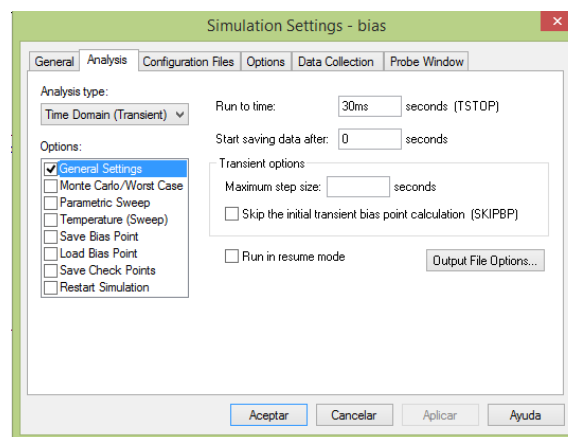 Simulation Settings - bias
General Analysis Configuration Files Options Data Collection Probe Window
Analysis type:
Time Domain (Transient)
Options:
General Settings
Monte Carlo/Worst Case
Parametric Sweep
Temperature (Sweep)
Save Bias Point
Load Bias Point
Save Check Points
Restart Simulation
Run to time: 30ms seconds (TSTOP)
Start saving data after: 0 seconds
Transient options
Maximum step size: seconds
Skip the initial transient bias point calculation (SKIPBP)
Run in resume mode Output File Options...
Aceptar Cancelar Aplicar Ayuda